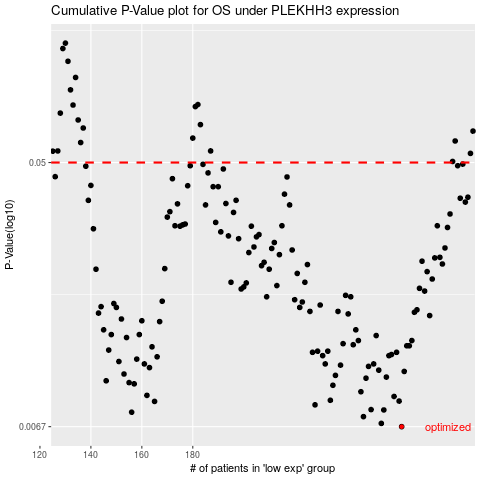 Cumulative P-Value plot for OS under PLEKHH3 expression
P-Value(log10)
0.05
0.0067
optimized
120 140 160 180
# of patients in 'low exp' group